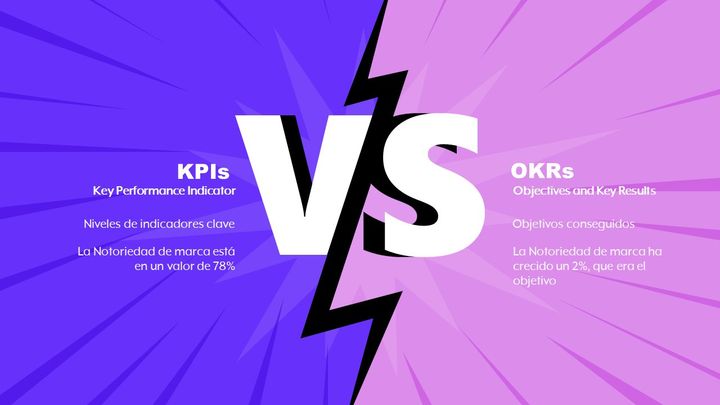 KPIs
Key Performance Indicator
Niveles de indicadores clave
La Notoriedad de marca está
en un valor de 78%
VS
OKRs
Objectives and Key Results
Objetivos conseguidos
La Notoriedad de marca ha
crecido un 2%, que era el
objetivo